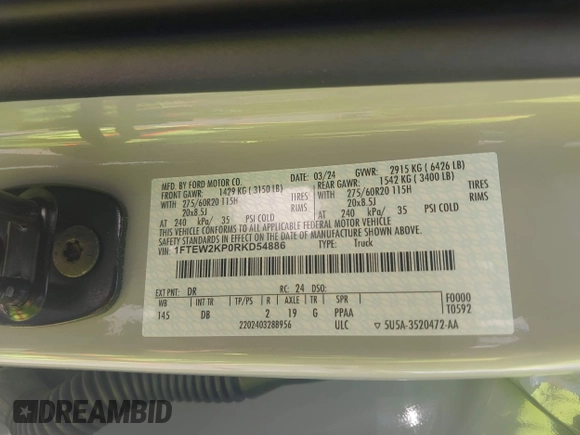 MFD. BY FORD MOTOR CO.
DATE: 03/24 GVWR: 2915 KG ( 6426 LB)
FRONT GAWR: 1429 KG ( 3150 LB) REAR GAWR: 1542 KG ( 3400 LB)
WITH 275/60R20 115H TIRES WITH 275/60R20 115H TIRES
20x8.5J RIMS 20x8.5J RIMS
AT 240 kPa/ 35 PSI COLD AT 240 kPa/ 35 PSI COLD
THIS VEHICLE CONFORMS TO ALL APPLICABLE FEDERAL MOTOR VEHICLE
SAFETY STANDARDS IN EFFECT ON THE DATE OF MANUFACTURE SHOWN ABOVE.
VIN: 1FTEW2KP0RKD54886 TYPE: Truck
EXT PNT: DR RC: 24 DSO:
WB INT TR TP/PS R AXLE TR SPR F0000
145 DB 2 19 G PPAA T0592
2202403288956 ULC 5U5A-3520472-AA
DREAMBID